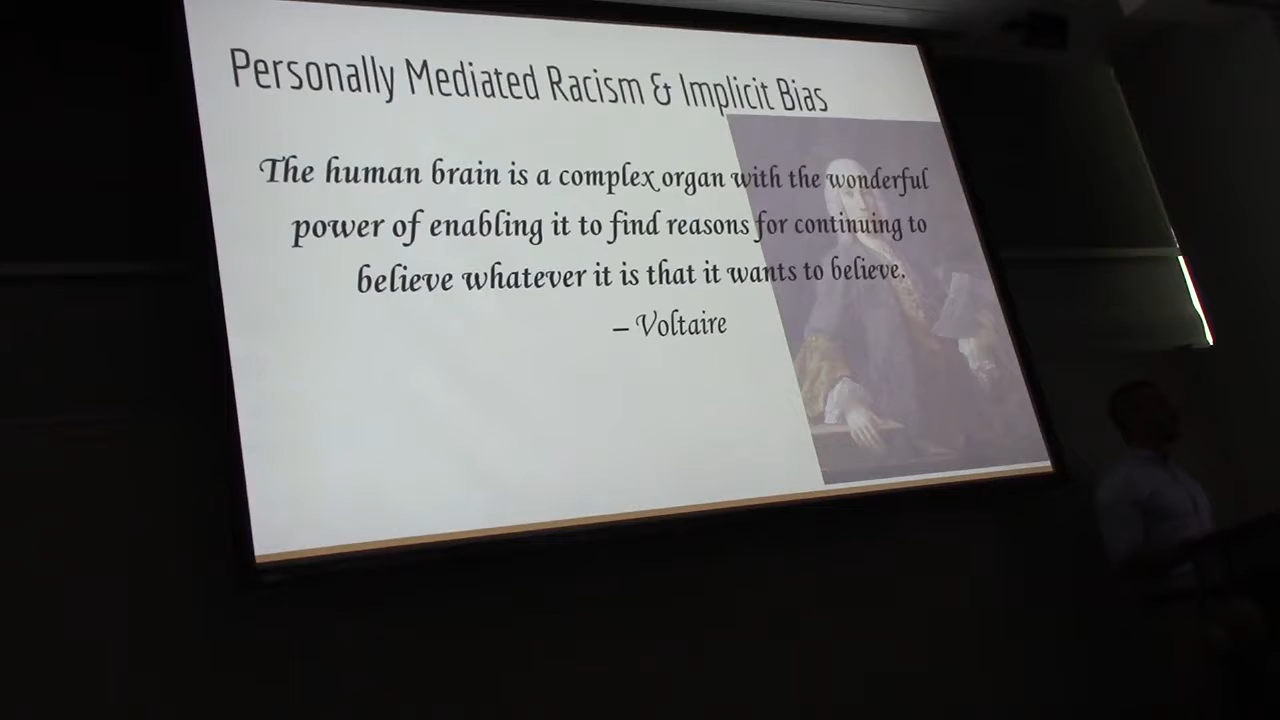 Personally Mediated Racism & Implicit Bias
The human brain is a complex organ with the wonderful
power of enabling it to find reasons for continuing to
believe whatever it is that it wants to believe.
– Voltaire